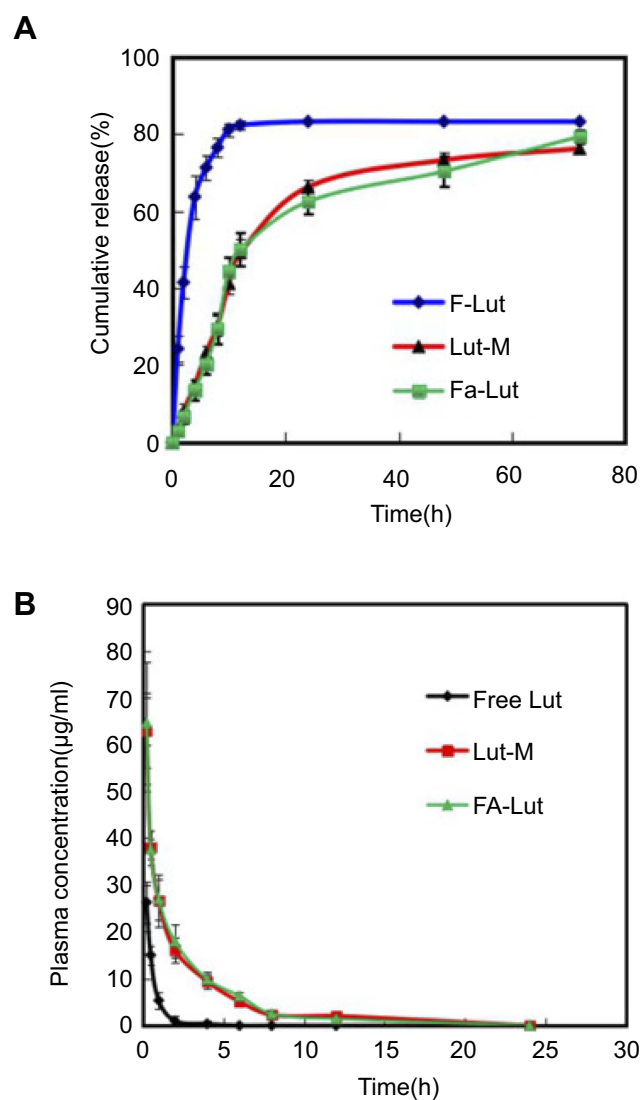 A
100
80
60
40
20
0
Cumulative release(%)
F-Lut
Lut-M
Fa-Lut
0 20 40 60 80
Time(h)
B
90
80
70
60
50
40
30
20
10
0
Plasma concentration(µg/ml)
Free Lut
Lut-M
FA-Lut
0 5 10 15 20 25 30
Time(h)